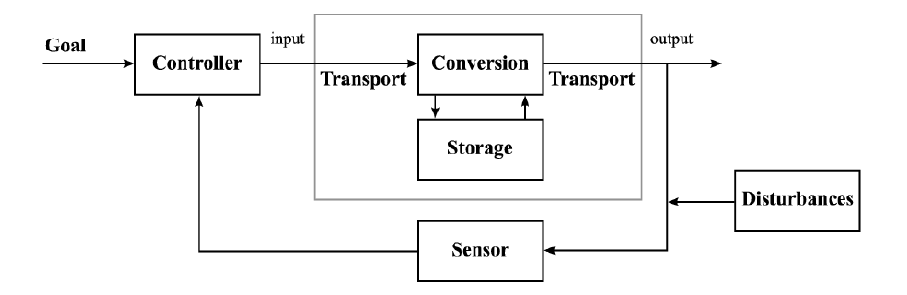 Goal
Controller
input
Transport
Conversion
Transport
output
Storage
Disturbances
Sensor